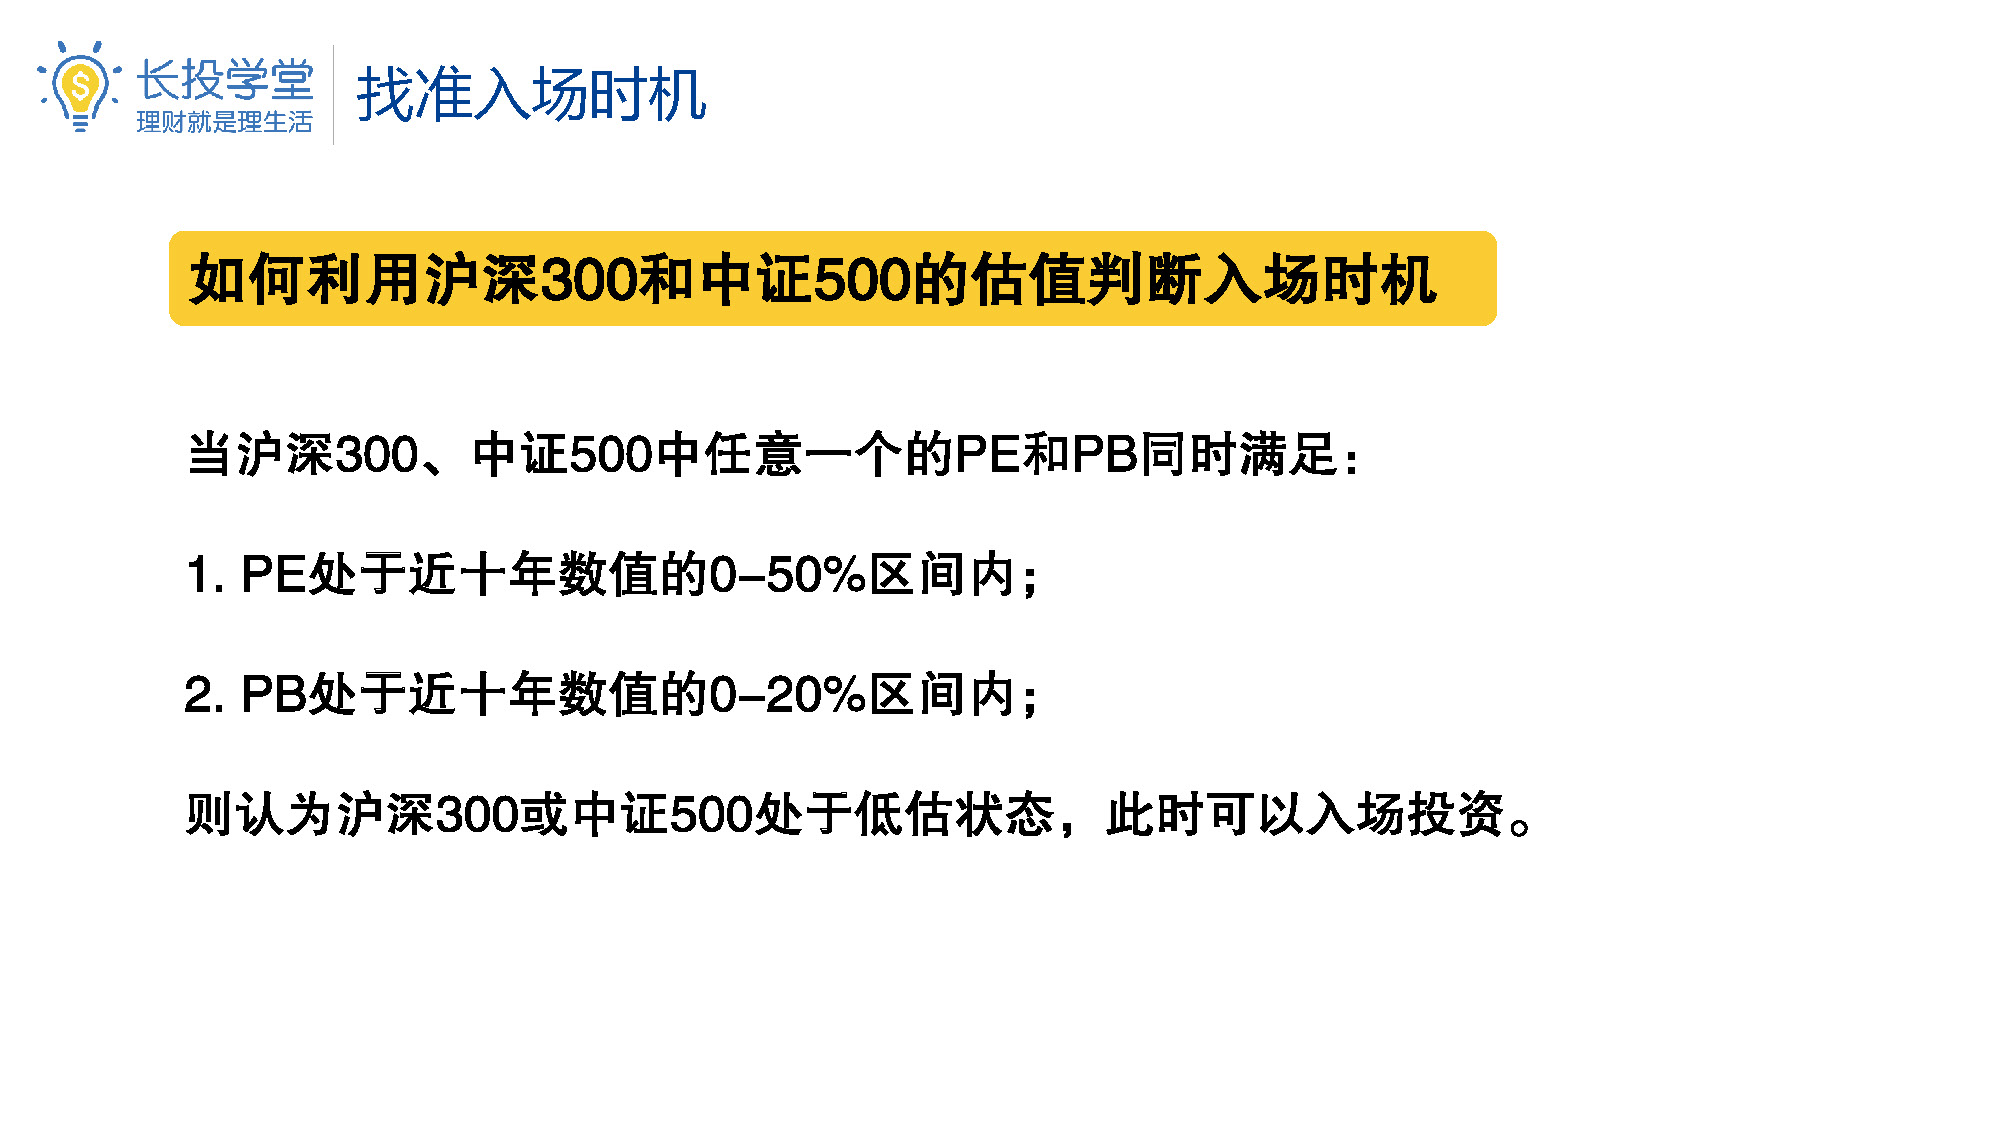 长投学堂
理财就是理生活
找准入场时机
如何利用沪深300和中证500的估值判断入场时机
当沪深300、中证500中任意一个的PE和PB同时满足：
1. PE处于近十年数值的0-50%区间内；
2. PB处于近十年数值的0-20%区间内；
则认为沪深300或中证500处于低估状态，此时可以入场投资。